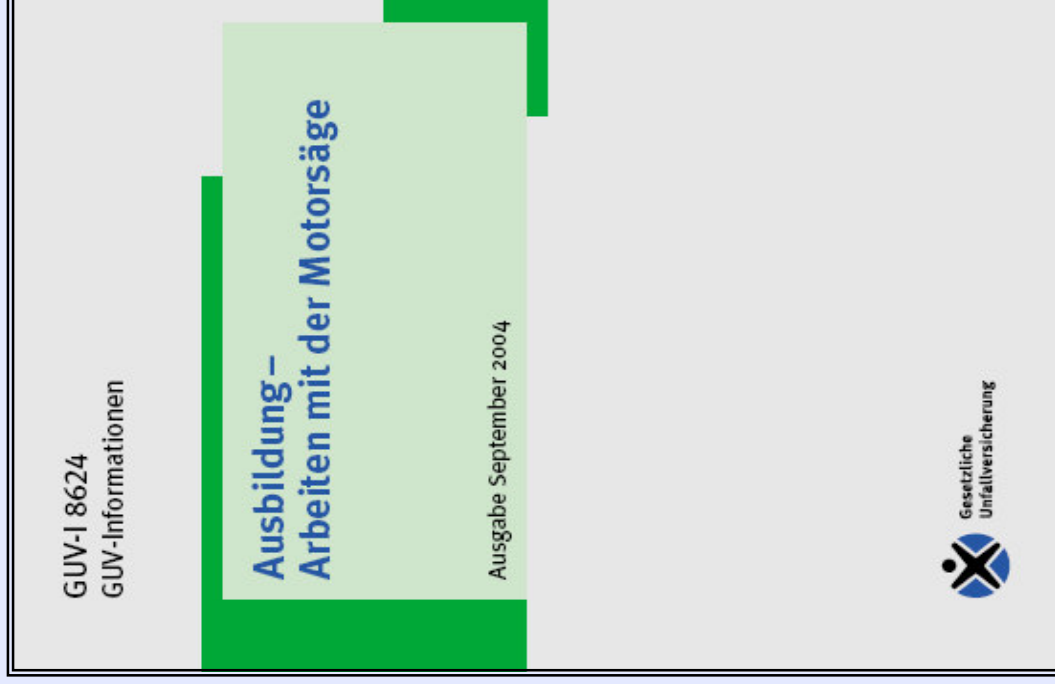 GUV-I 8624
GUV-Informationen
Ausbildung–
Arbeiten mit der Motorsäge
Ausgabe September 2004
Gesetzliche
Unfallversicherung